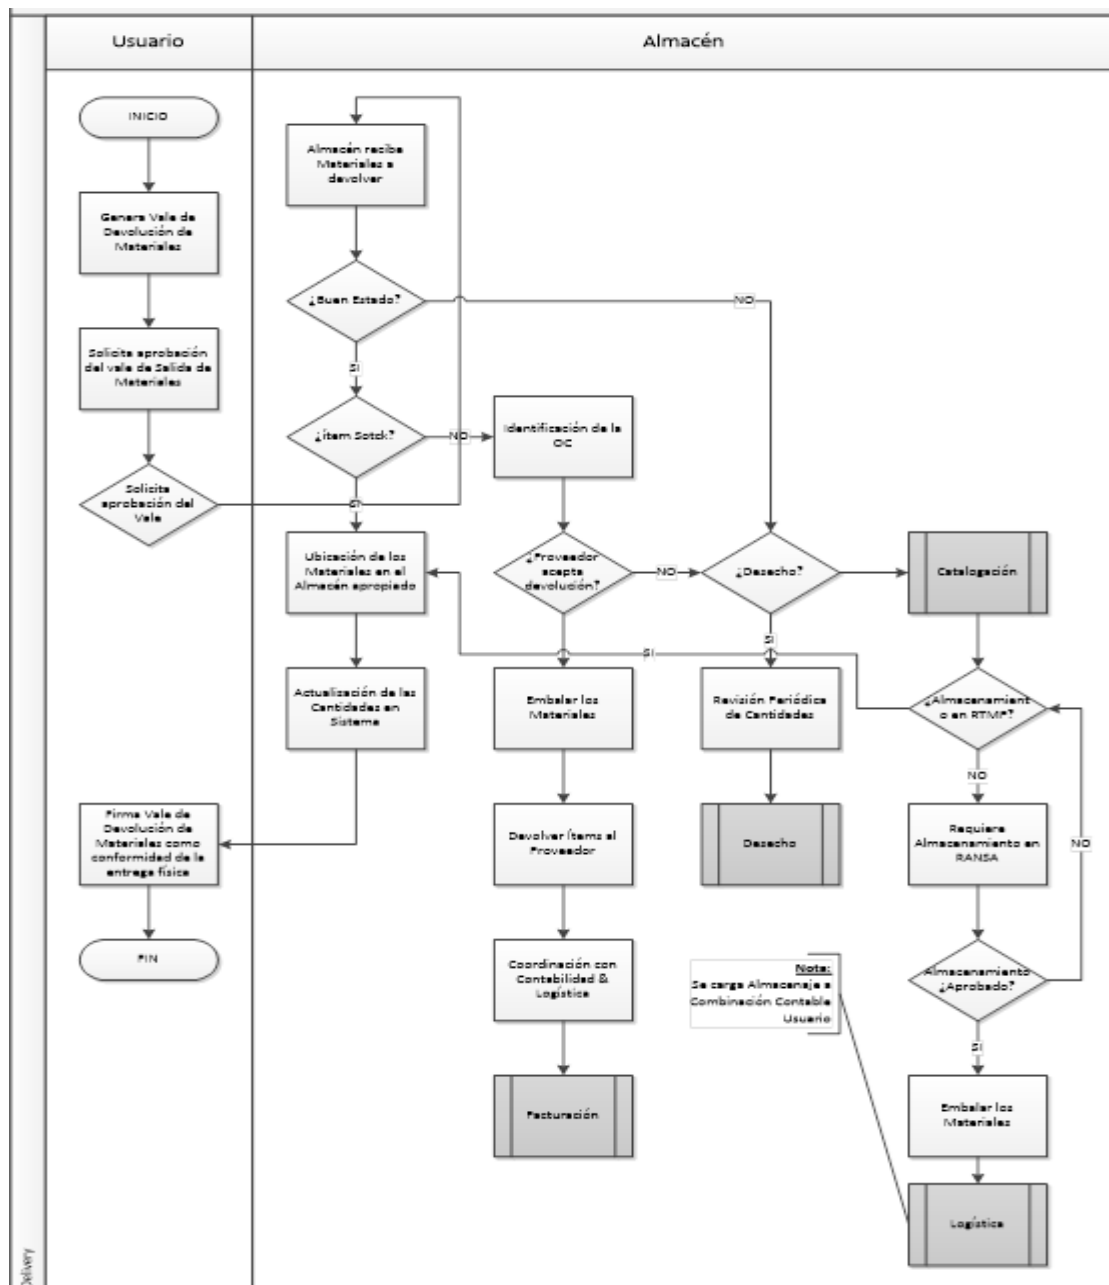 Usuario
Almacén
INICIO
Genera Vale de
Devolución de
Materiales
Solicita aprobación
del vale de Salida de
Materiales
Solicita
aprobación del
Vale
Firma Vale de
Devolución de
Materiales como
conformidad de la
entrega física
FIN
Almacén recibe
Materiales a
devolver
¿Buen Estado?
NO
SI
¿ítem Sotck?
NO
SI
Identificación de la
OC
Ubicación de los
Materiales en el
Almacén apropiado
¿Proveedor
acepta
devolución?
NO
¿Desecho?
Catalogación
SI
SI
Actualización de las
Cantidades en
Sistema
Embalar los
Materiales
Revisión Periódica
de Cantidades
¿Almacenamient
o en RTMP?
NO
Devolver Ítems al
Proveedor
Desecho
Requiere
Almacenamiento en
RANSA
NO
Coordinación con
Contabilidad &
Logística
Nota:
Se carga Almacenaje a
Combinación Contable
Usuario
Almacenamiento
¿Aprobado?
SI
Facturación
Embalar los
Materiales
Logística
Delivery